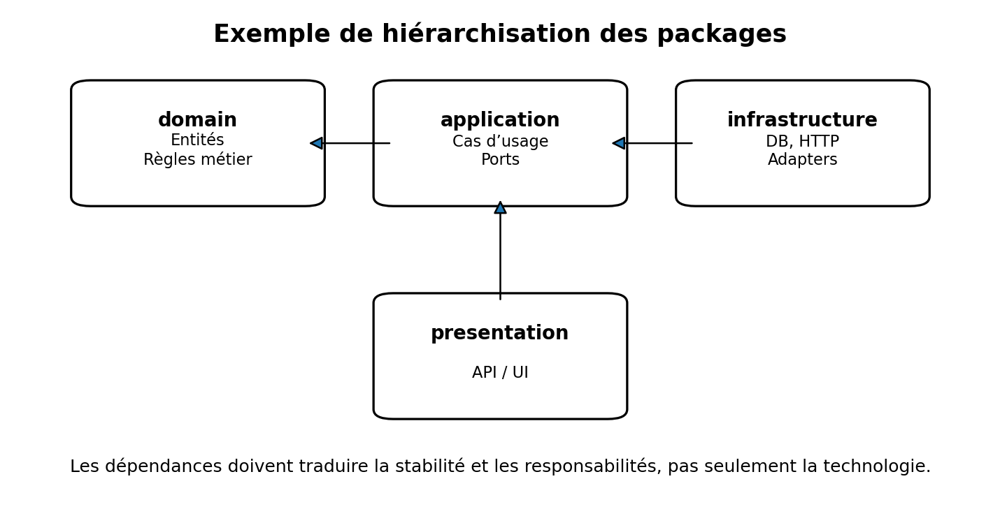 Exemple de hiérarchisation des packages
domain
Entités
Règles métier
application
Cas d’usage
Ports
infrastructure
DB, HTTP
Adapters
presentation
API / UI
Les dépendances doivent traduire la stabilité et les responsabilités, pas seulement la technologie.